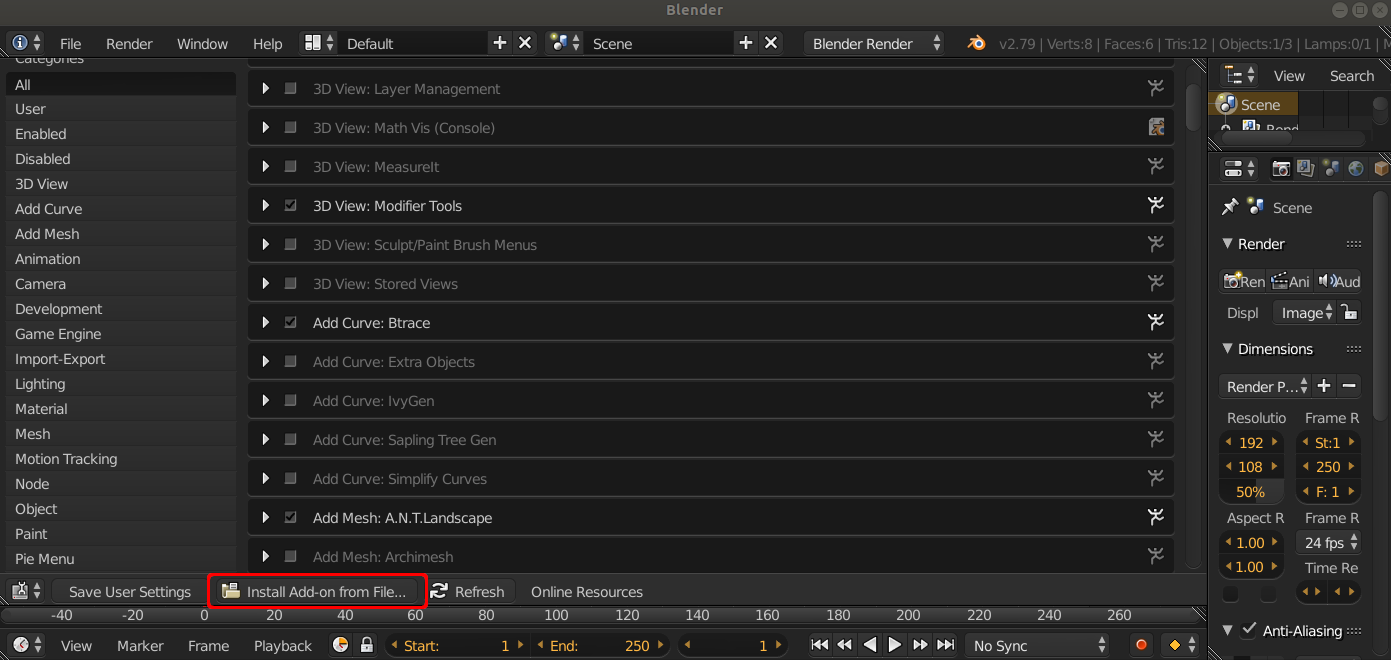 Blender
File Render Window Help Default Scene Blender Render v2.79 | Verts:8 | Faces:6 | Tris:12 | Objects:1/3 | Lamps:0/1 | M
Categories
All
User
Enabled
Disabled
3D View
Add Curve
Add Mesh
Animation
Camera
Development
Game Engine
Import-Export
Lighting
Material
Mesh
Motion Tracking
Node
Object
Paint
Pie Menu
3D View: Layer Management
3D View: Math Vis (Console)
3D View: MeasureIt
3D View: Modifier Tools
3D View: Sculpt/Paint Brush Menus
3D View: Stored Views
Add Curve: Btrace
Add Curve: Extra Objects
Add Curve: IvyGen
Add Curve: Sapling Tree Gen
Add Curve: Simplify Curves
Add Mesh: A.N.T.Landscape
Add Mesh: Archimesh
Save User Settings Install Add-on from File... Refresh Online Resources
-40 -20 0 20 40 60 80 100 120 140 160 180 200 220 240 260
View Marker Frame Playback Start: 1 End: 250 1 No Sync
View Search
Scene
Scene
Render
Ren Ani Aud
Displ Image
Dimensions
Render P...
Resolutio Frame R
192 St:1
108 250
50% F: 1
Aspect R Frame R
1.00 24 fps
1.00 Time Re
Anti-Aliasing